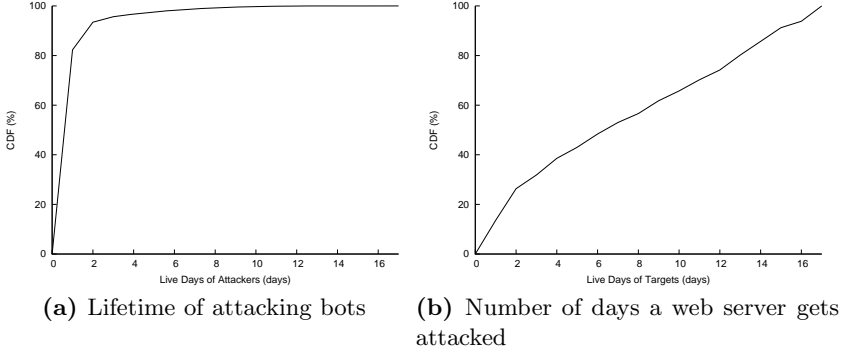 100
80
60
40
20
0
CDF (%)
0 2 4 6 8 10 12 14 16
Live Days of Attackers (days)
(a) Lifetime of attacking bots
100
80
60
40
20
0
CDF (%)
0 2 4 6 8 10 12 14 16
Live Days of Targets (days)
(b) Number of days a web server gets
attacked